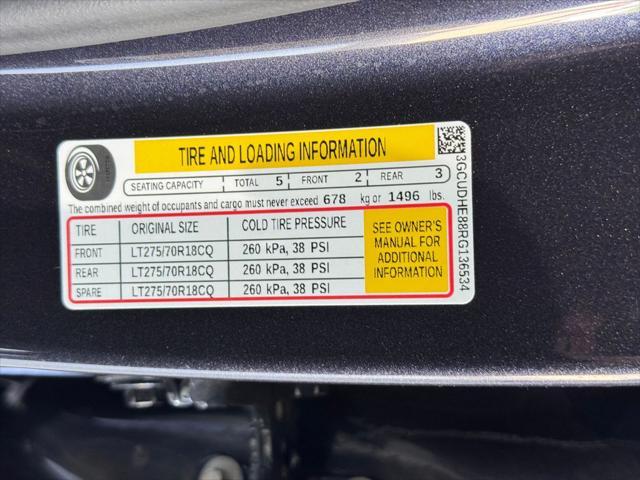 TIRE AND LOADING INFORMATION
SEATING CAPACITY TOTAL 5 FRONT 2 REAR 3
The combined weight of occupants and cargo must never exceed 678 kg or 1496 lbs.
TIRE ORIGINAL SIZE COLD TIRE PRESSURE
FRONT LT275/70R18CQ 260 kPa, 38 PSI
REAR LT275/70R18CQ 260 kPa, 38 PSI
SPARE LT275/70R18CQ 260 kPa, 38 PSI
SEE OWNER'S
MANUAL FOR
ADDITIONAL
INFORMATION
3GCUDHE88RG136534